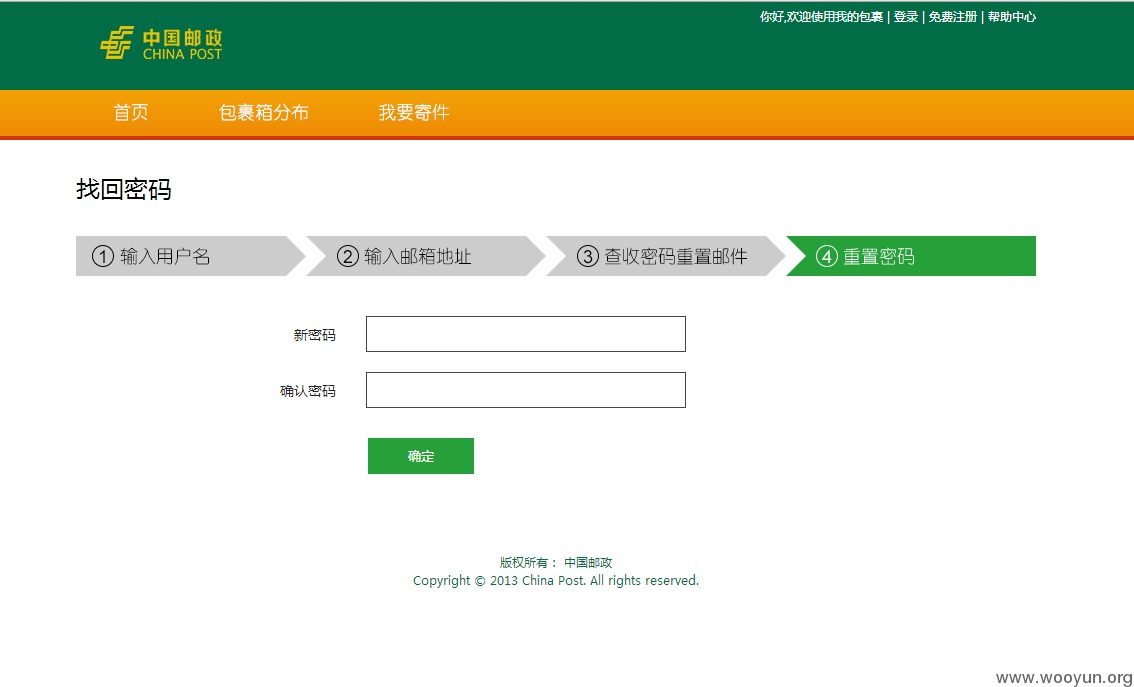 你好,欢迎使用我的包裹 | 登录 | 免费注册 | 帮助中心
中国邮政
CHINA POST
首页 包裹箱分布 我要寄件
找回密码
① 输入用户名 ② 输入邮箱地址 ③ 查收密码重置邮件 ④ 重置密码
新密码
确认密码
确定
版权所有： 中国邮政
Copyright © 2013 China Post. All rights reserved.
www.wooyun.org